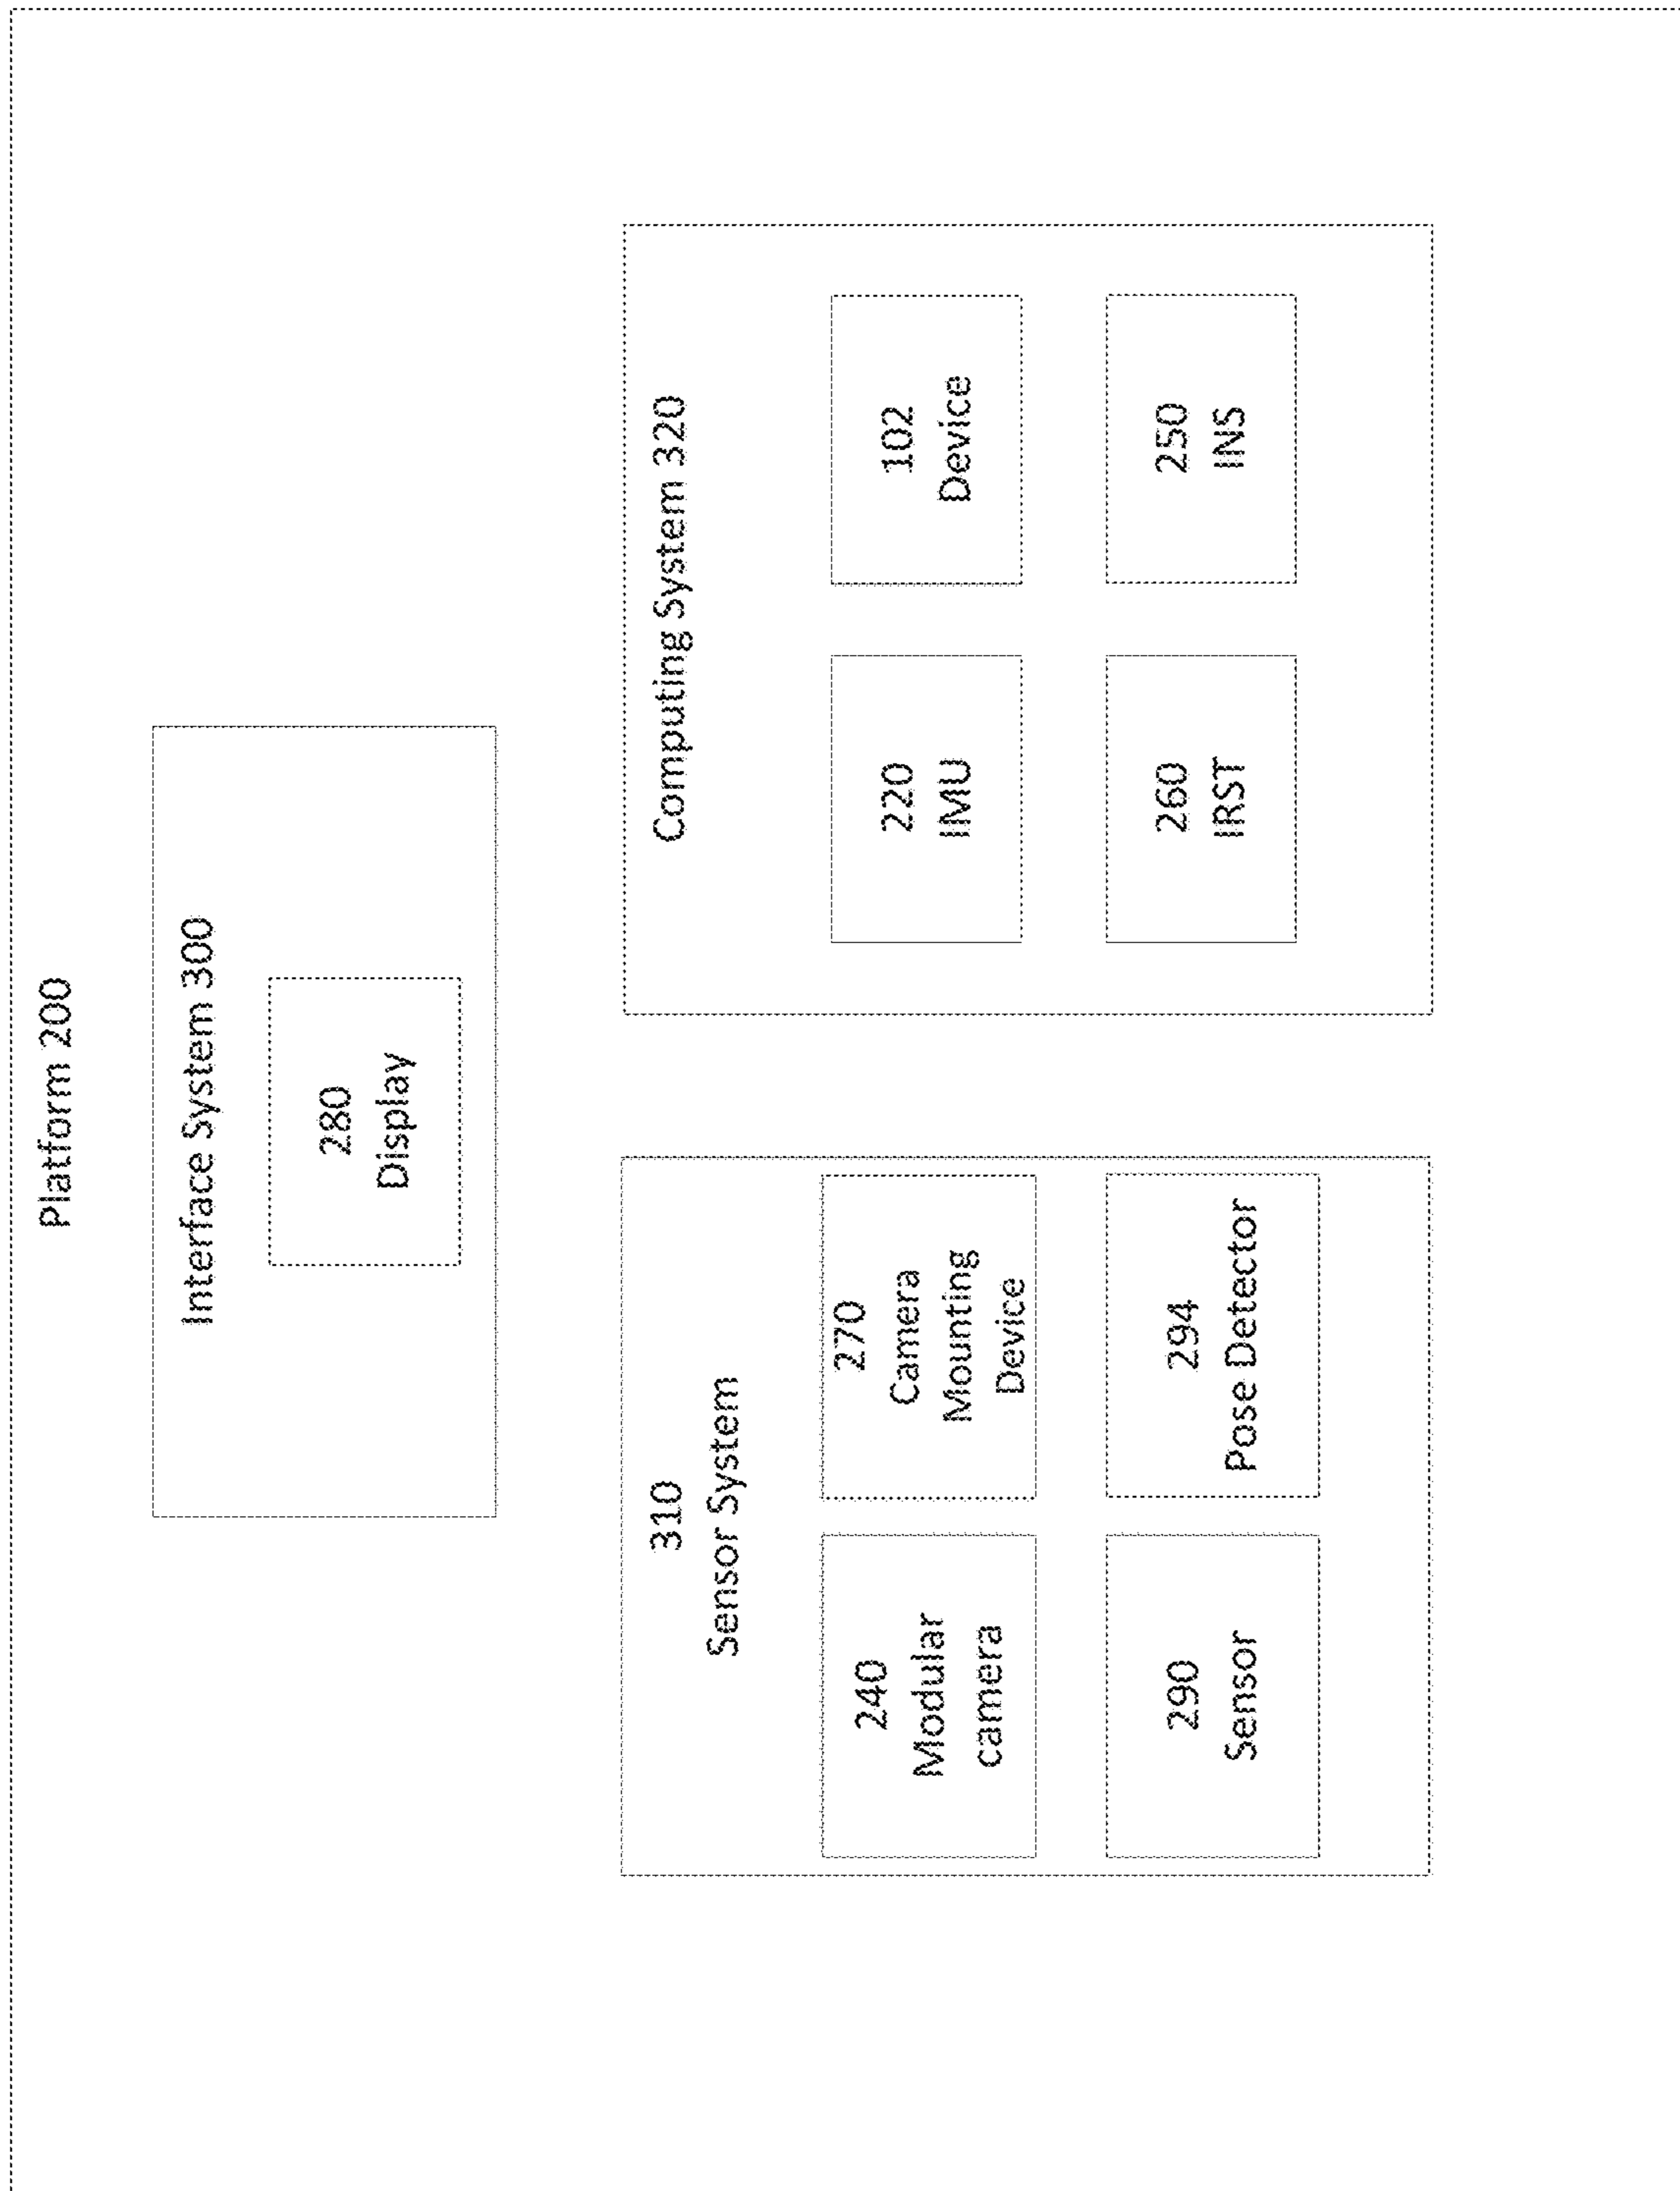 Platform 200
Interface System 300
280
Display
310
Sensor System
240
Modular
camera
270
Camera
Mounting
Device
290
Sensor
294
Pose Detector
Computing System 320
220
IMU
102
Device
260
IRST
250
INS